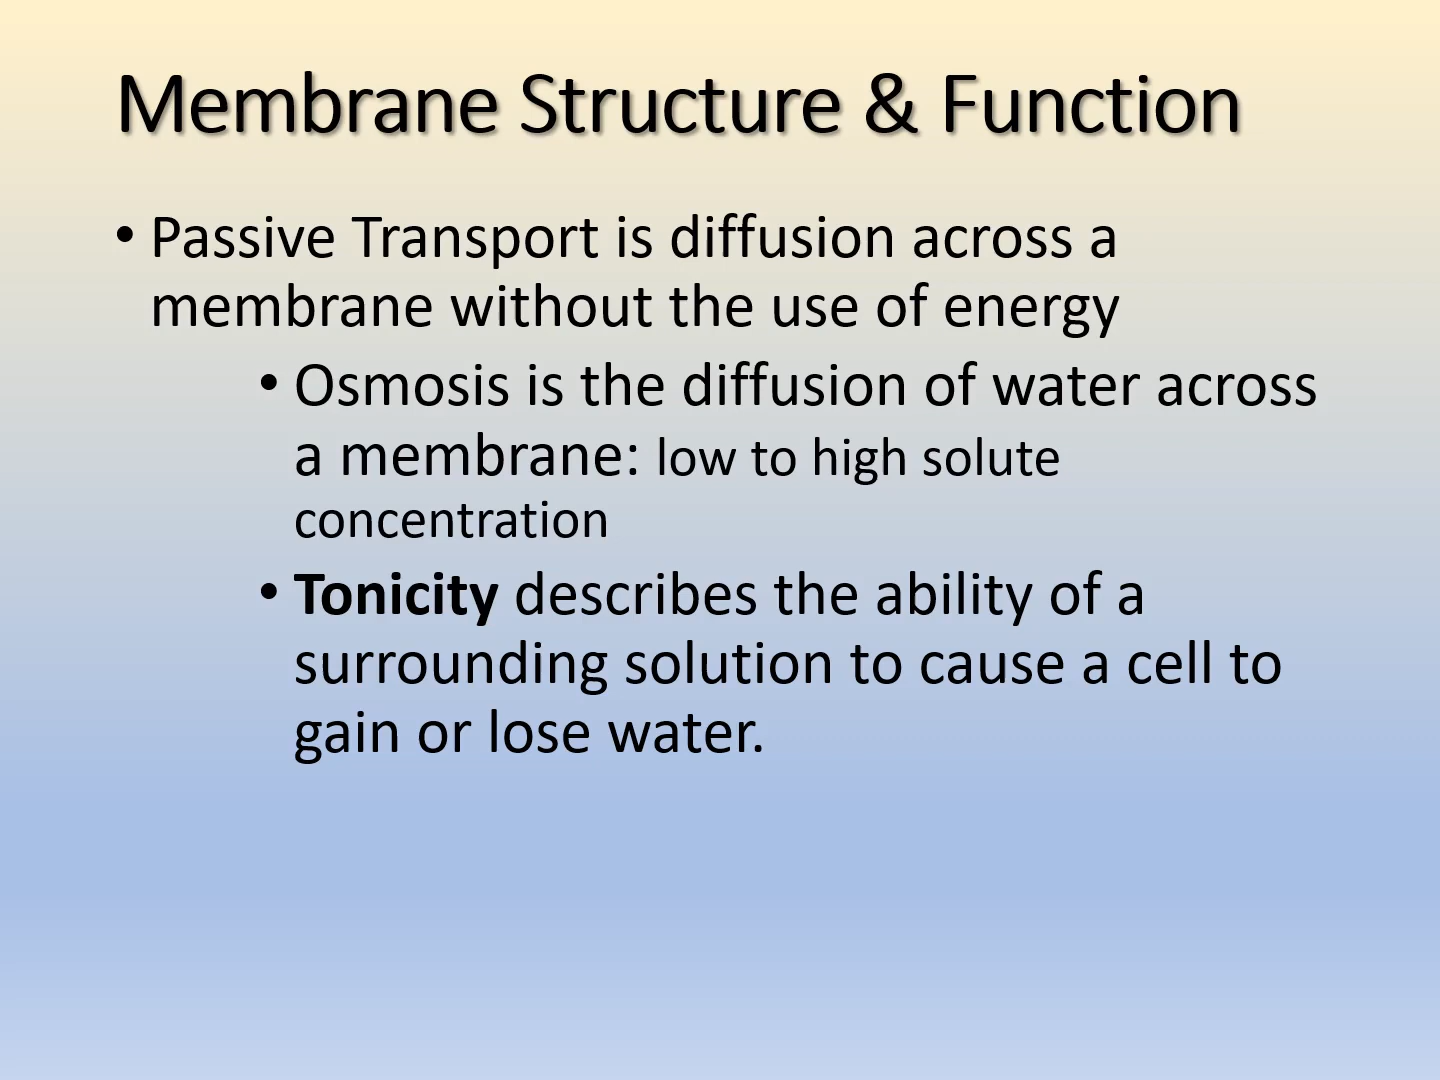 Membrane Structure & Function
• Passive Transport is diffusion across a
membrane without the use of energy
• Osmosis is the diffusion of water across
a membrane: low to high solute
concentration
• Tonicity describes the ability of a
surrounding solution to cause a cell to
gain or lose water.